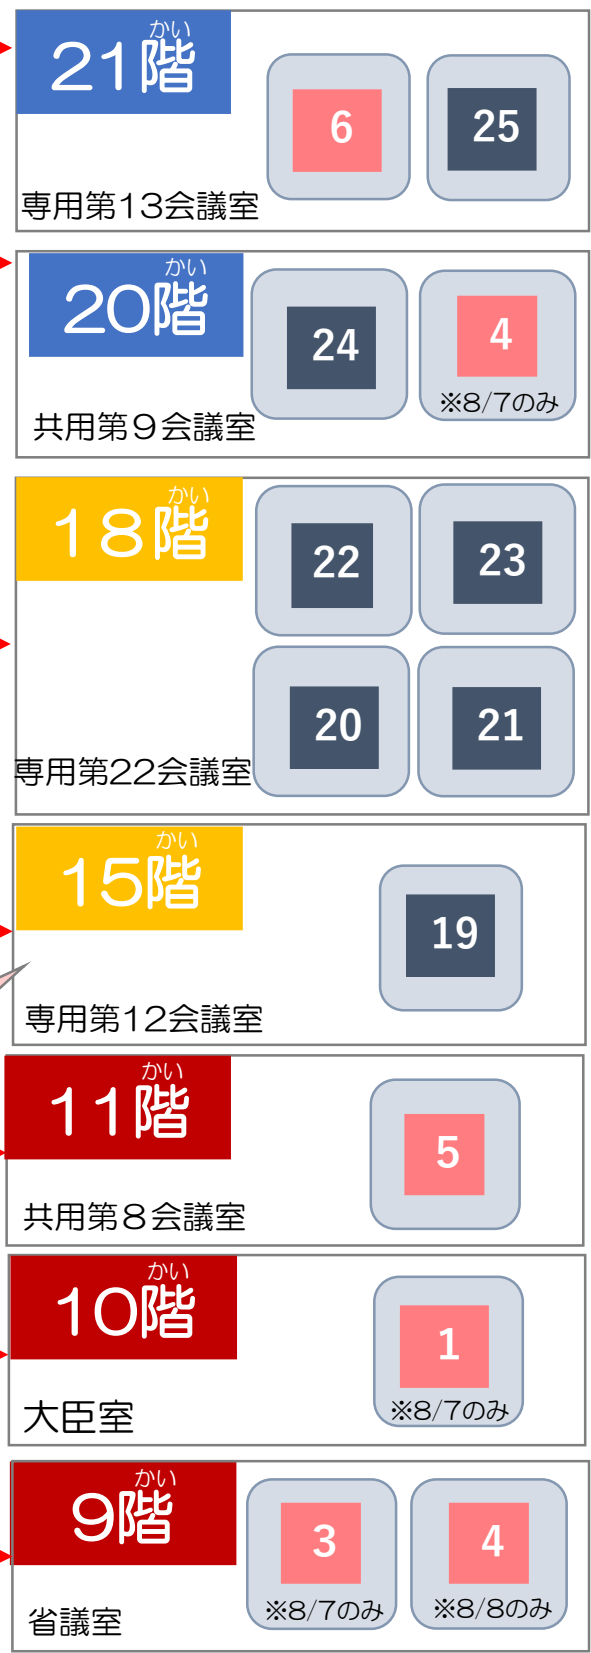 かい
21階
6
25
専用第13会議室
かい
20階
24
4
※8/7のみ
共用第9会議室
かい
18階
22
23
20
21
専用第22会議室
かい
15階
19
専用第12会議室
かい
11階
5
共用第8会議室
かい
10階
1
※8/7のみ
大臣室
かい
9階
3
4
※8/7のみ
※8/8のみ
省議室